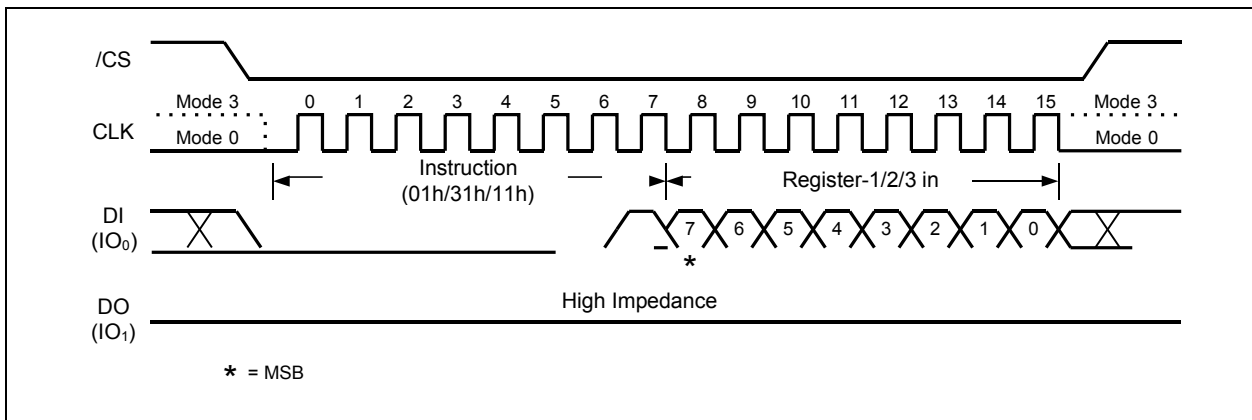 /CS
Mode 3 0 1 2 3 4 5 6 7 8 9 10 11 12 13 14 15 Mode 3
CLK
Mode 0 Mode 0
Instruction
(01h/31h/11h)
Register-1/2/3 in
DI
(IO₀)
7 6 5 4 3 2 1 0
*
High Impedance
DO
(IO₁)
* = MSB